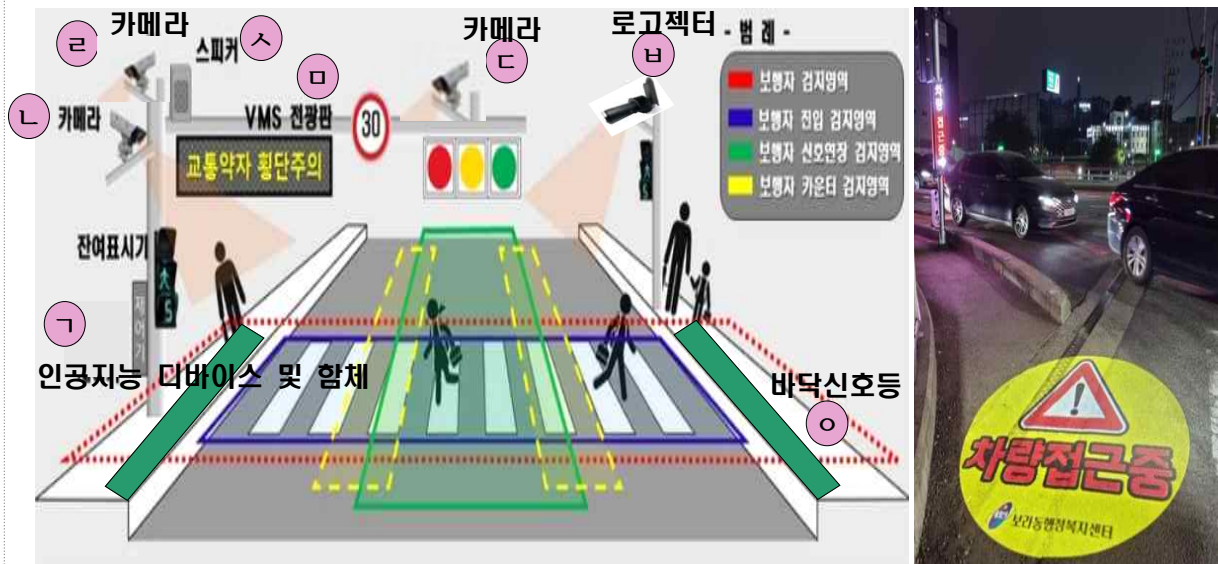 ㄹ 카메라
스피커 ㅅ
카메라
ㄷ
로고젝터
ㅂ
- 범 례 -
보행자 검지영역
보행자 진입 검지영역
보행자 신호연장 검지영역
보행자 카운터 검지영역
ㄴ 카메라
ㅁ
VMS 전광판
30
교통약자 횡단주의
잔여표시기
5
5
제어기
ㄱ
인공지능 디바이스 및 함체
바닥신호등
ㅇ
차량접근중
보라동행정복지센터